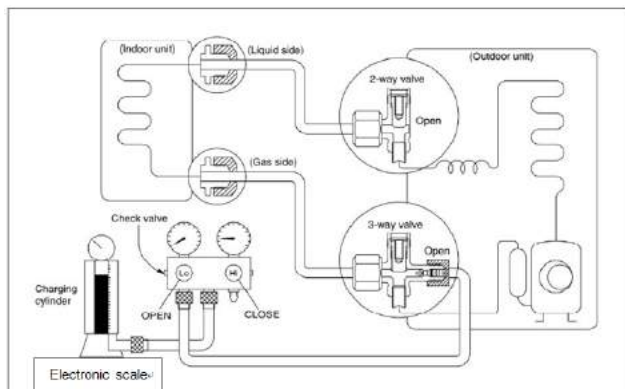 (Indoor unit)
(Liquid side)
2-way valve
(Outdoor unit)
Open
(Gas side)
Check valve
3-way valve
Open
Lo
Hi
Charging
cylinder
OPEN
CLOSE
Electronic scale